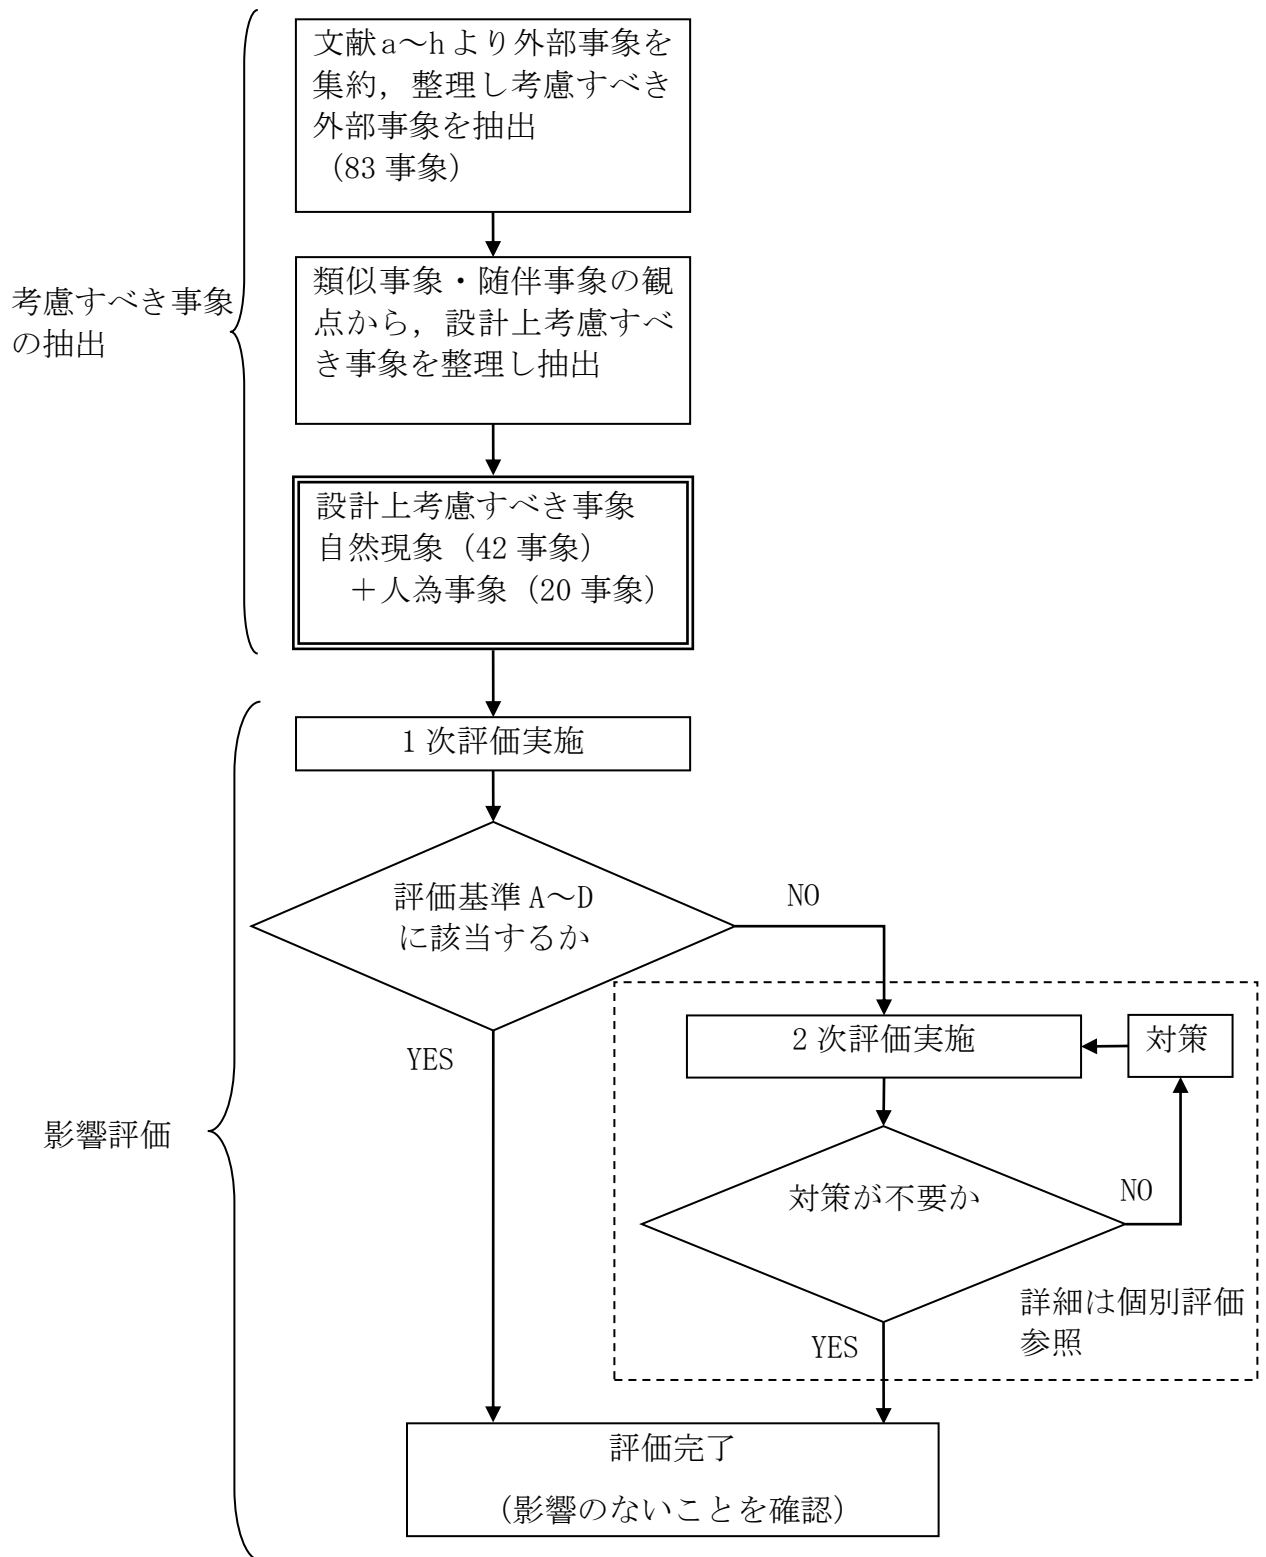 文献a～hより外部事象を
集約，整理し考慮すべき
外部事象を抽出
（83事象）
考慮すべき事象
の抽出
類似事象・随伴事象の観
点から，設計上考慮すべ
き事象を整理し抽出
設計上考慮すべき事象
自然現象（42事象）
＋人為事象（20事象）
1次評価実施
評価基準A～D
に該当するか
NO
YES
2次評価実施
対策
影響評価
対策が不要か
NO
詳細は個別評価
参照
YES
評価完了
（影響のないことを確認）